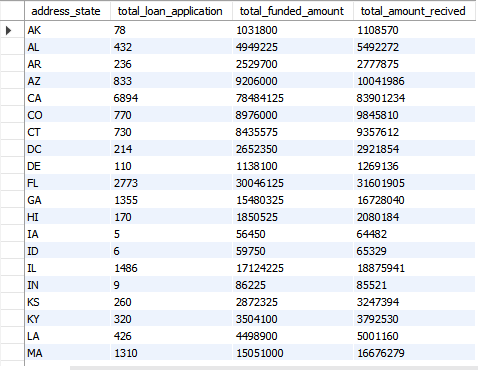 address_state total_loan_application total_funded_amount total_amount_recived
AK 78 1031800 1108570
AL 432 4949225 5492272
AR 236 2529700 2777875
AZ 833 9206000 10041986
CA 6894 78484125 83901234
CO 770 8976000 9845810
CT 730 8435575 9357612
DC 214 2652350 2921854
DE 110 1138100 1269136
FL 2773 30046125 31601905
GA 1355 15480325 16728040
HI 170 1850525 2080184
IA 5 56450 64482
ID 6 59750 65329
IL 1486 17124225 18875941
IN 9 86225 85521
KS 260 2872325 3247394
KY 320 3504100 3792530
LA 426 4498900 5001160
MA 1310 15051000 16676279